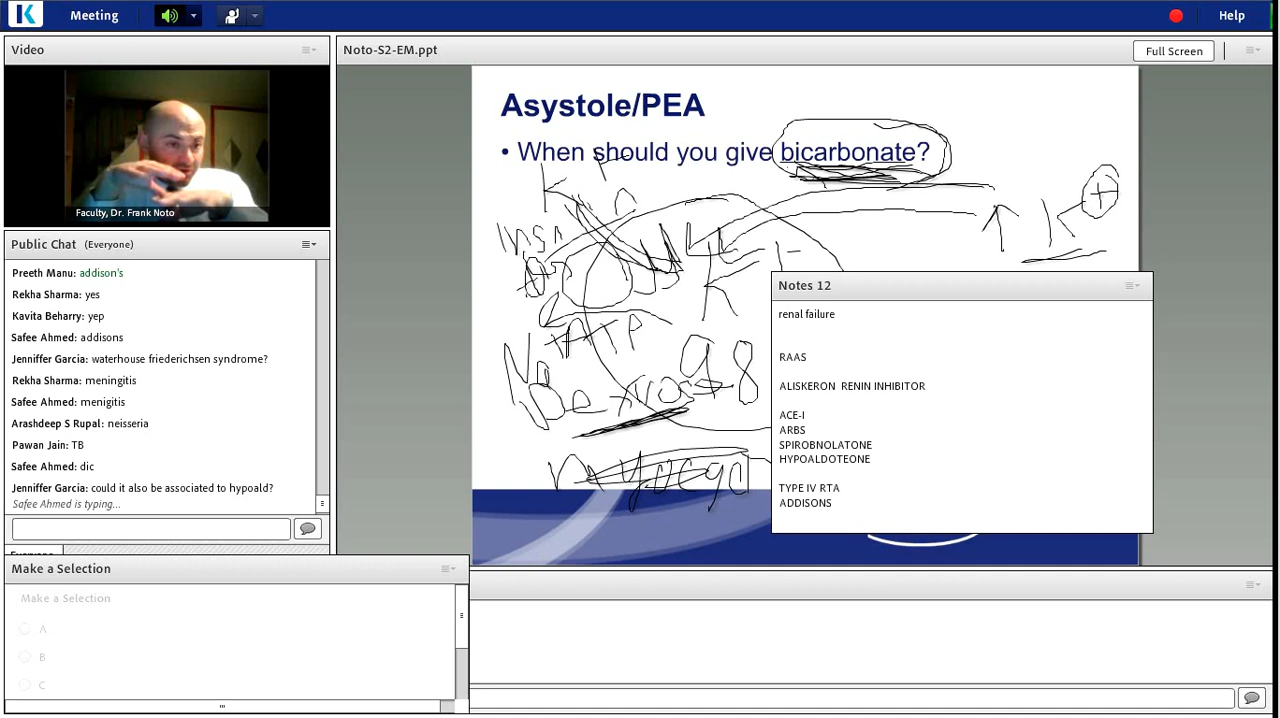 K
Meeting
Help
Video
Faculty, Dr. Frank Noto
Public Chat (Everyone)
Preeth Manu: addison's
Rekha Sharma: yes
Kavita Beharry: yep
Safee Ahmed: addisons
Jenniffer Garcia: waterhouse friederichsen syndrome?
Rekha Sharma: meningitis
Safee Ahmed: menigitis
Arashdeep S Rupal: neisseria
Pawan Jain: TB
Safee Ahmed: dic
Jenniffer Garcia: could it also be associated to hypoald?
Safee Ahmed is typing...
Make a Selection
Make a Selection
A
B
C
Noto-S2-EM.ppt
Full Screen
Asystole/PEA
• When should you give bicarbonate?
K
K +
K
ATP
Notes 12
renal failure
RAAS
ALISKERON RENIN INHIBITOR
ACE-I
ARBS
SPIROBNOLATONE
HYPOALDOTEONE
TYPE IV RTA
ADDISONS